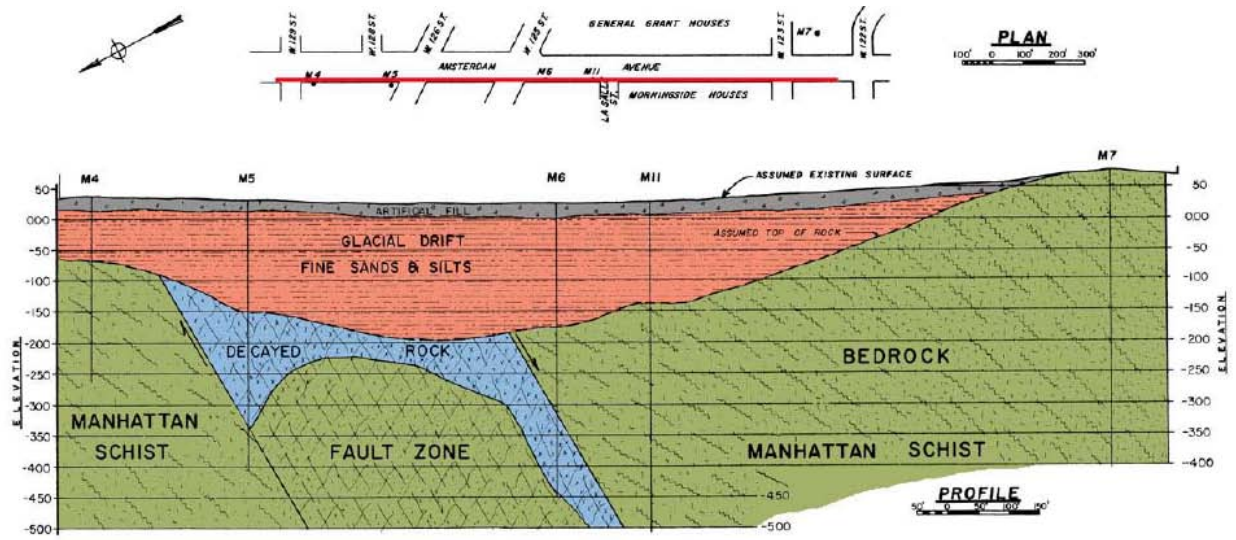 W. 129 ST.
W. 128 ST.
W. 126 ST.
W. 125 ST.
GENERAL GRANT HOUSES
W. 123 ST.
M7
W. 122 ST.
PLAN
100' 0 100' 200' 300'
M4
M5
AMSTERDAM
M6
M11
AVENUE
LA SALLE ST.
MORNINGSIDE HOUSES
M4
M5
M6
M11
M7
ASSUMED EXISTING SURFACE
ARTIFICAL FILL
GLACIAL DRIFT
FINE SANDS & SILTS
ASSUMED TOP OF ROCK
DECAYED ROCK
BEDROCK
MANHATTAN
SCHIST
FAULT ZONE
MANHATTAN SCHIST
ELEVATION
50
000
-50
-100
-150
-200
-250
-300
-350
-400
-450
-500
50
000
-50
-100
-150
-200
-250
-300
-350
-400
ELEVATION
-450
-500
PROFILE
50' 0 50' 100' 150'